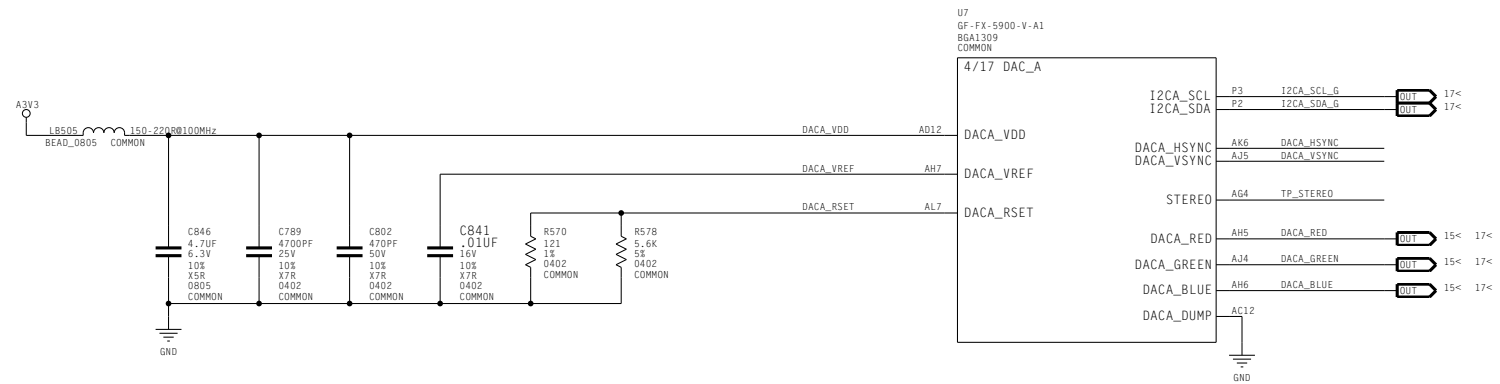 U7
GF-FX-5900-V-A1
BGA1309
COMMON
4/17 DAC_A
A3V3
LB505
150-220R@100MHz
BEAD_0805 COMMON
DACA_VDD AD12 DACA_VDD
DACA_VREF AH7 DACA_VREF
DACA_RSET AL7 DACA_RSET
I2CA_SCL P3 I2CA_SCL_G OUT 17<
I2CA_SDA P2 I2CA_SDA_G OUT 17<
DACA_HSYNC AK6 DACA_HSYNC
DACA_VSYNC AJ5 DACA_VSYNC
STEREO AG4 TP_STEREO
DACA_RED AH5 DACA_RED OUT 15< 17<
DACA_GREEN AJ4 DACA_GREEN OUT 15< 17<
DACA_BLUE AH6 DACA_BLUE OUT 15< 17<
DACA_DUMP AC12
GND
C846
4.7UF
6.3V
10%
X5R
0805
COMMON
C789
4700PF
25V
10%
X7R
0402
COMMON
C802
470PF
50V
10%
X7R
0402
COMMON
C841
.01UF
16V
10%
X7R
0402
COMMON
R570
121
1%
0402
COMMON
R578
5.6K
5%
0402
COMMON
GND